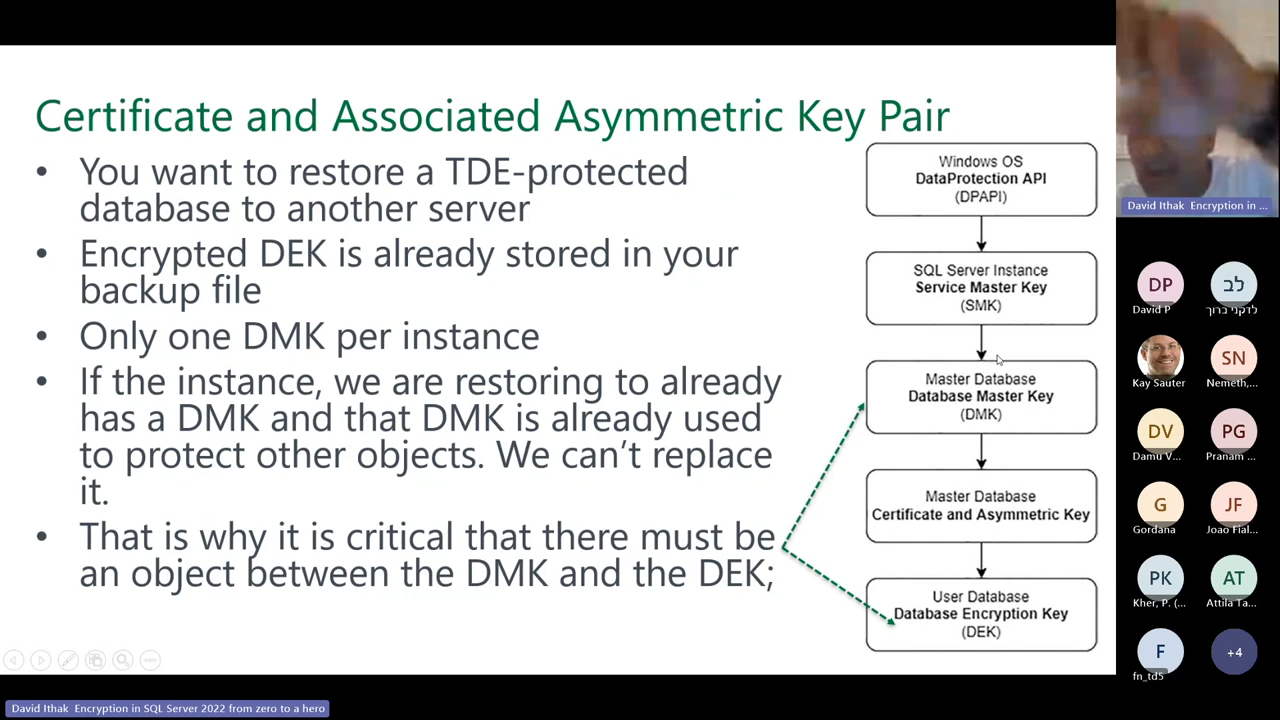 Certificate and Associated Asymmetric Key Pair
• You want to restore a TDE-protected
database to another server
• Encrypted DEK is already stored in your
backup file
• Only one DMK per instance
• If the instance, we are restoring to already
has a DMK and that DMK is already used
to protect other objects. We can’t replace
it.
• That is why it is critical that there must be
an object between the DMK and the DEK;
Windows OS
DataProtection API
(DPAPI)
SQL Server Instance
Service Master Key
(SMK)
Master Database
Database Master Key
(DMK)
Master Database
Certificate and Asymmetric Key
User Database
Database Encryption Key
(DEK)
David Ithak Encryption in ...
DP
לב
David P
לדקני ברוך
SN
Kay Sauter
Nemeth,...
DV
PG
Damu V...
Pranam ...
G
JF
Gordana
Joao Fial...
PK
AT
Kher, P. (...
Attila Ta...
F
+4
fn_td5
David Ithak Encryption in SQL Server 2022 from zero to a hero